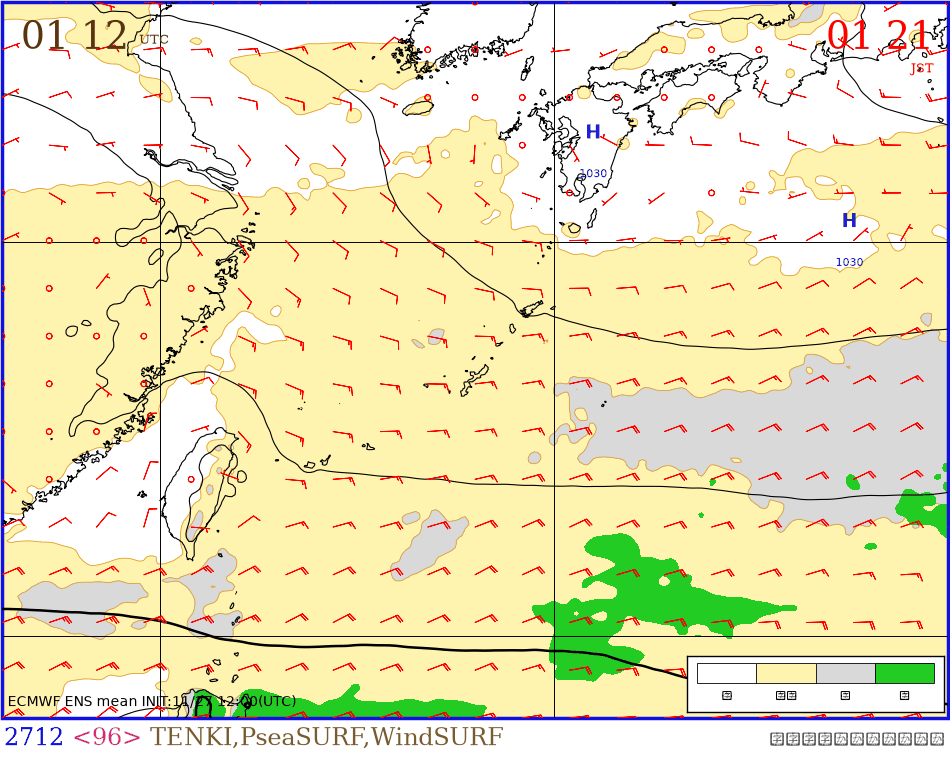 01 12 UTC
01 21
JST
H
1030
H
1030
ECMWF ENS mean INIT:11/27 12:00(UTC)
2712 <96> TENKI,PseaSURF,WindSURF